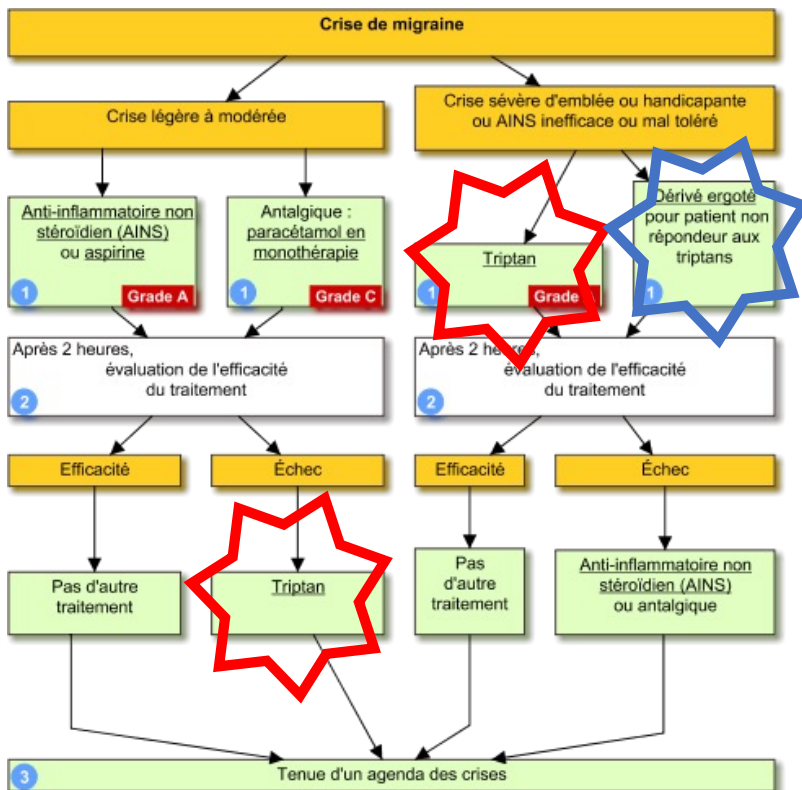 Crise de migraine
Crise légère à modérée
Crise sévère d'emblée ou handicapante
ou AINS inefficace ou mal toléré
Anti-inflammatoire non
stéroïdien (AINS)
ou aspirine
1
Grade A
Antalgique :
paracétamol en
monothérapie
1
Grade C
Triptan
1
Grade
Dérivé ergoté
pour patient non
répondeur aux
triptans
1
Après 2 heures,
évaluation de l'efficacité
du traitement
2
Après 2 heures,
évaluation de l'efficacité
du traitement
2
Efficacité
Échec
Efficacité
Échec
Pas d'autre
traitement
Triptan
Pas
d'autre
traitement
Anti-inflammatoire non
stéroïdien (AINS)
ou antalgique
3
Tenue d'un agenda des crises